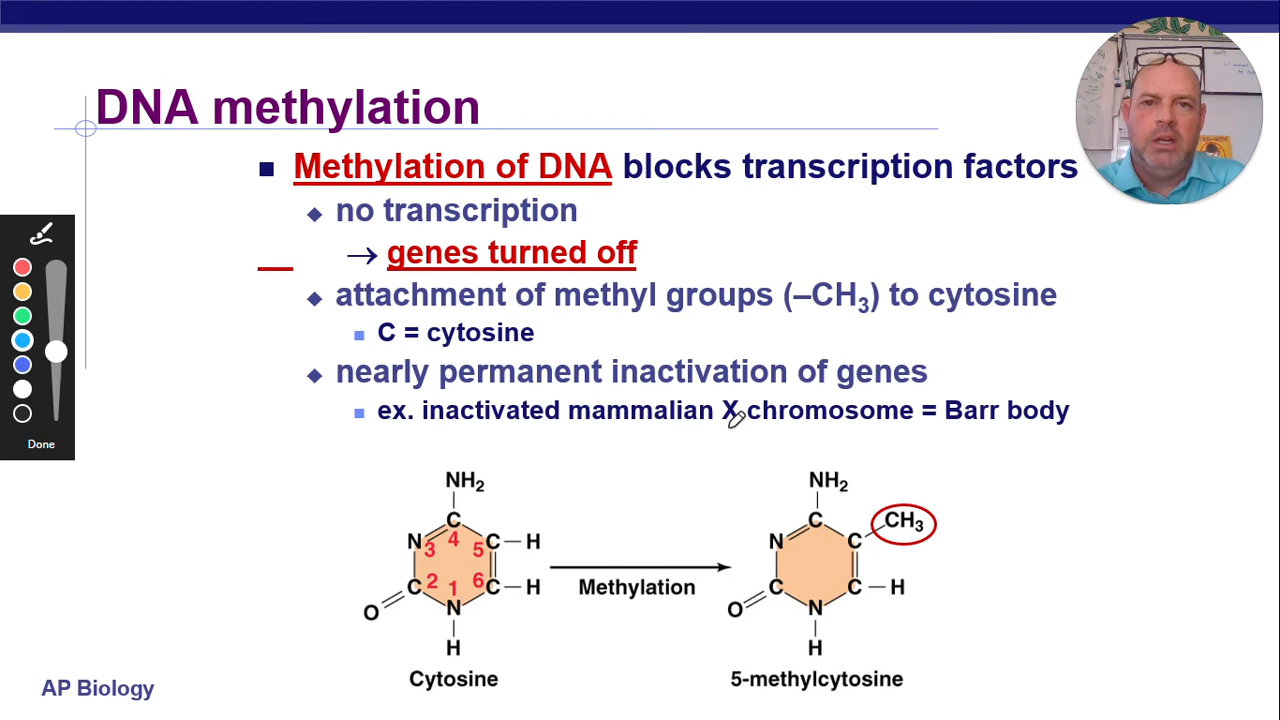 DNA methylation
Methylation of DNA blocks transcription factors
no transcription
→ genes turned off
attachment of methyl groups (–CH₃) to cytosine
C = cytosine
nearly permanent inactivation of genes
ex. inactivated mammalian X chromosome = Barr body
Done
NH₂
C
N 3 4 5 C H
C 2 1 6 C H
O N
H
Cytosine
Methylation
NH₂
C CH₃
N C
C C H
O N
H
5-methylcytosine
AP Biology